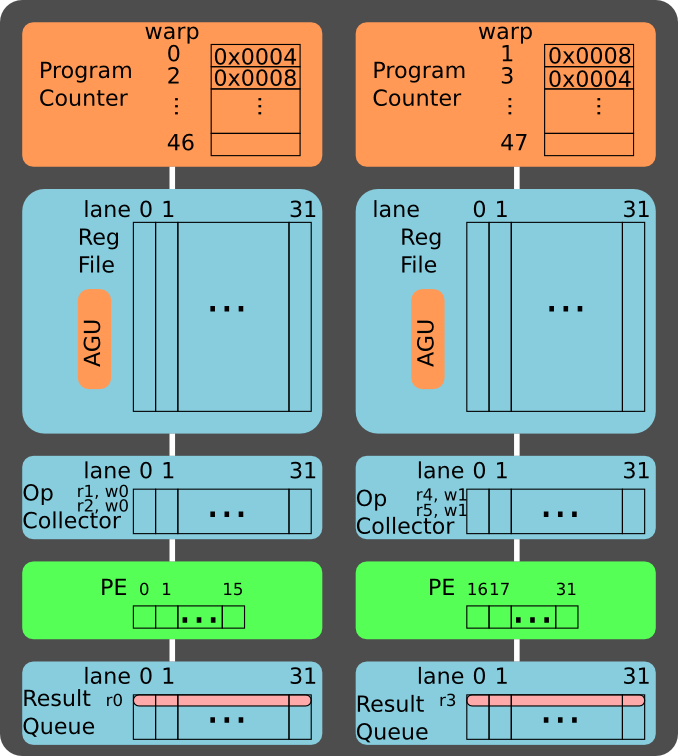 warp
0 0x0004
Program 2 0x0008
Counter ⋮ ⋮
46
warp
1 0x0008
Program 3 0x0004
Counter ⋮ ⋮
47
lane 0 1 31
Reg
File
...
AGU
lane 0 1 31
Reg
File
...
AGU
lane 0 1 31
Op r1, w0
r2, w0 ...
Collector
lane 0 1 31
Op r4, w1
r5, w1 ...
Collector
PE 0 1 15
...
PE 16 17 31
...
lane 0 1 31
Result r0
Queue ...
lane 0 1 31
Result r3
Queue ...